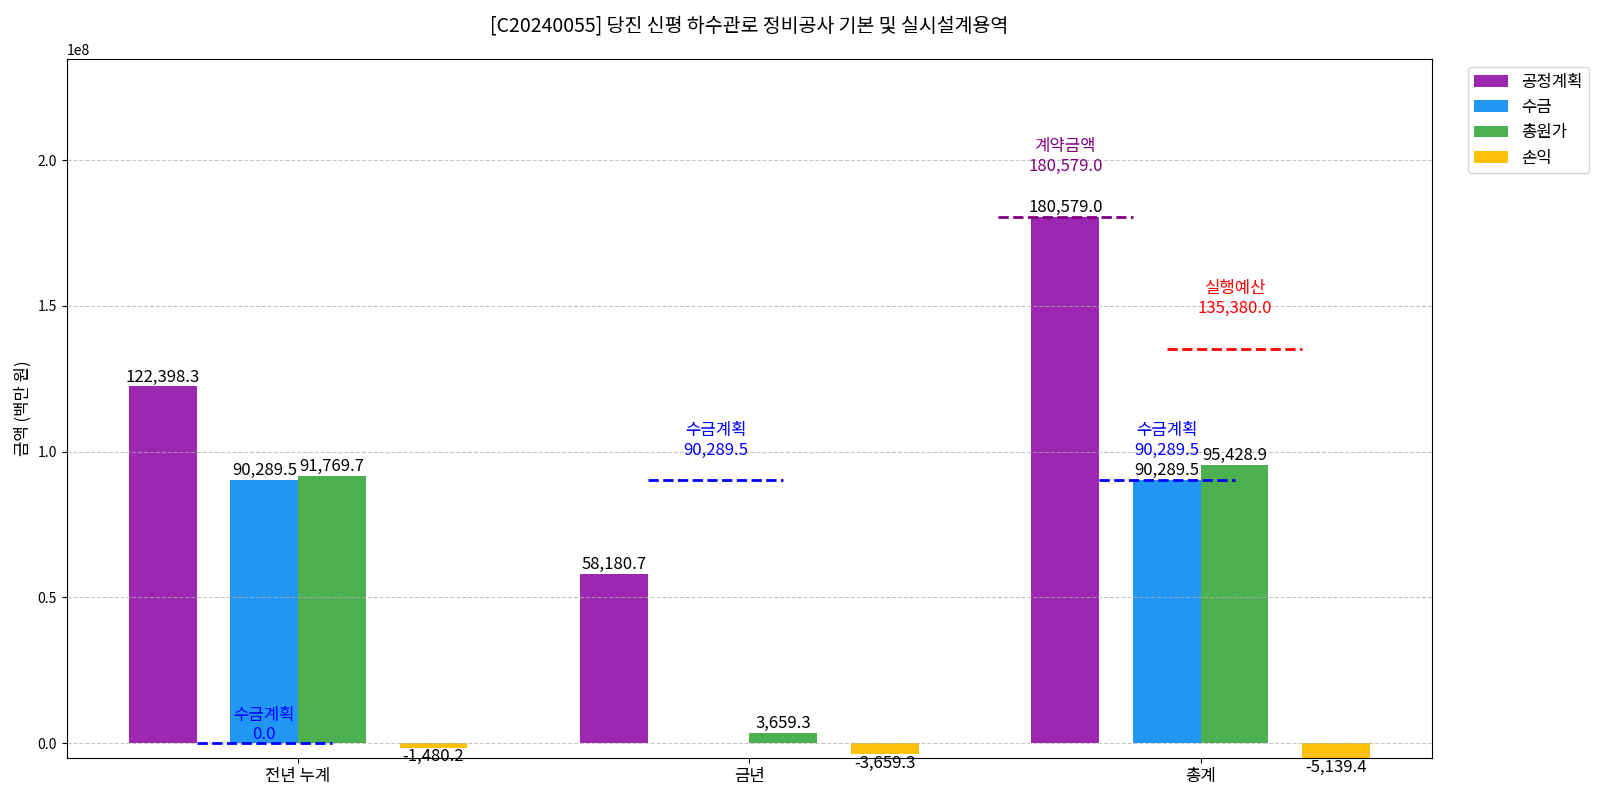 [C20240055] 당진 신평 하수관로 정비공사 기본 및 실시설계용역
1e8
금액 (백만 원)
2.0
1.5
1.0
0.5
0.0
공정계획
수금
총원가
손익
계약금액
180,579.0
180,579.0
실행예산
135,380.0
122,398.3
90,289.5
91,769.7
수금계획
0.0
-1,480.2
58,180.7
수금계획
90,289.5
3,659.3
-3,659.3
수금계획
90,289.5
90,289.5
95,428.9
-5,139.4
전년 누계
금년
총계